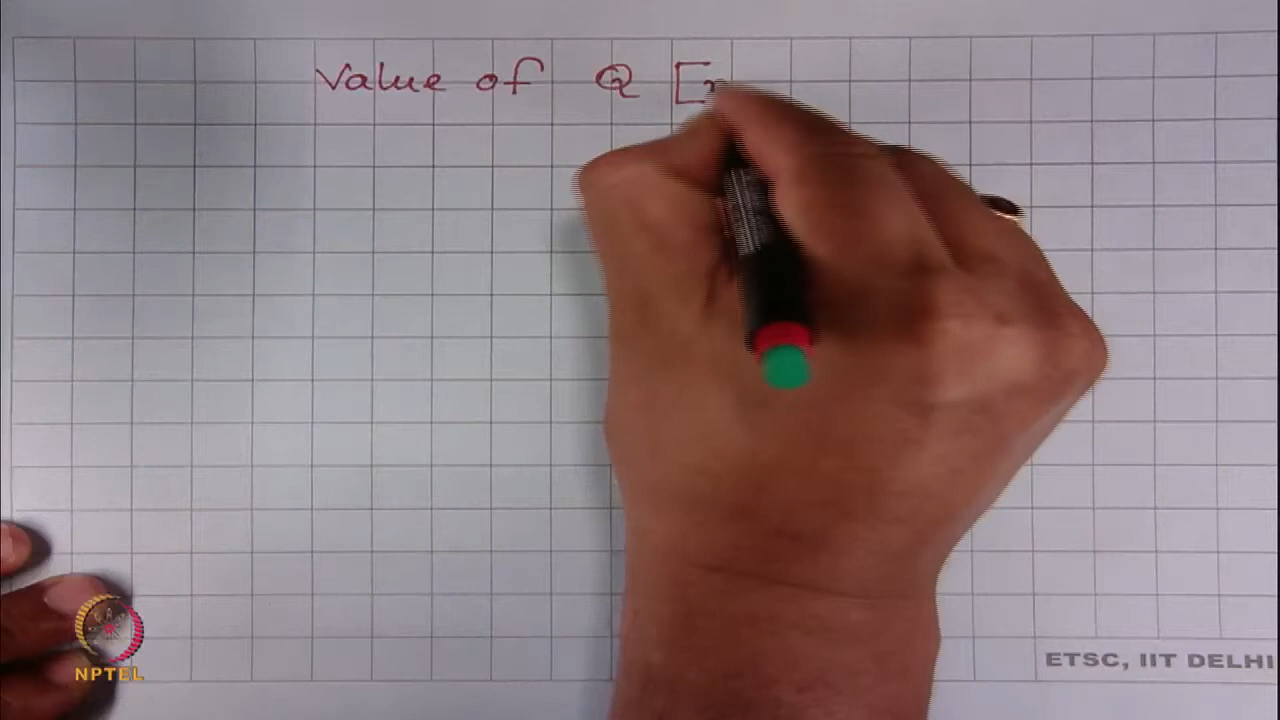 Value of Q [
NPTEL
ETSC, IIT DELHI